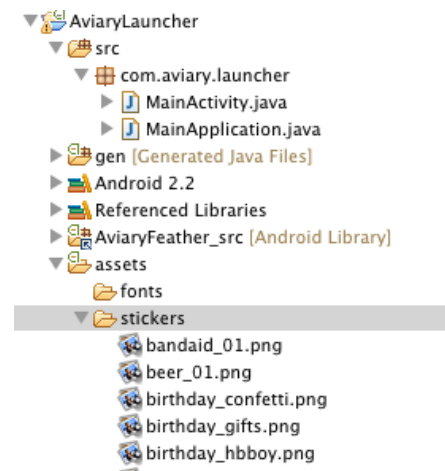 AviaryLauncher
src
com.aviary.launcher
MainActivity.java
MainApplication.java
gen [Generated Java Files]
Android 2.2
Referenced Libraries
AviaryFeather_src [Android Library]
assets
fonts
stickers
bandaid_01.png
beer_01.png
birthday_confetti.png
birthday_gifts.png
birthday_hbboy.png